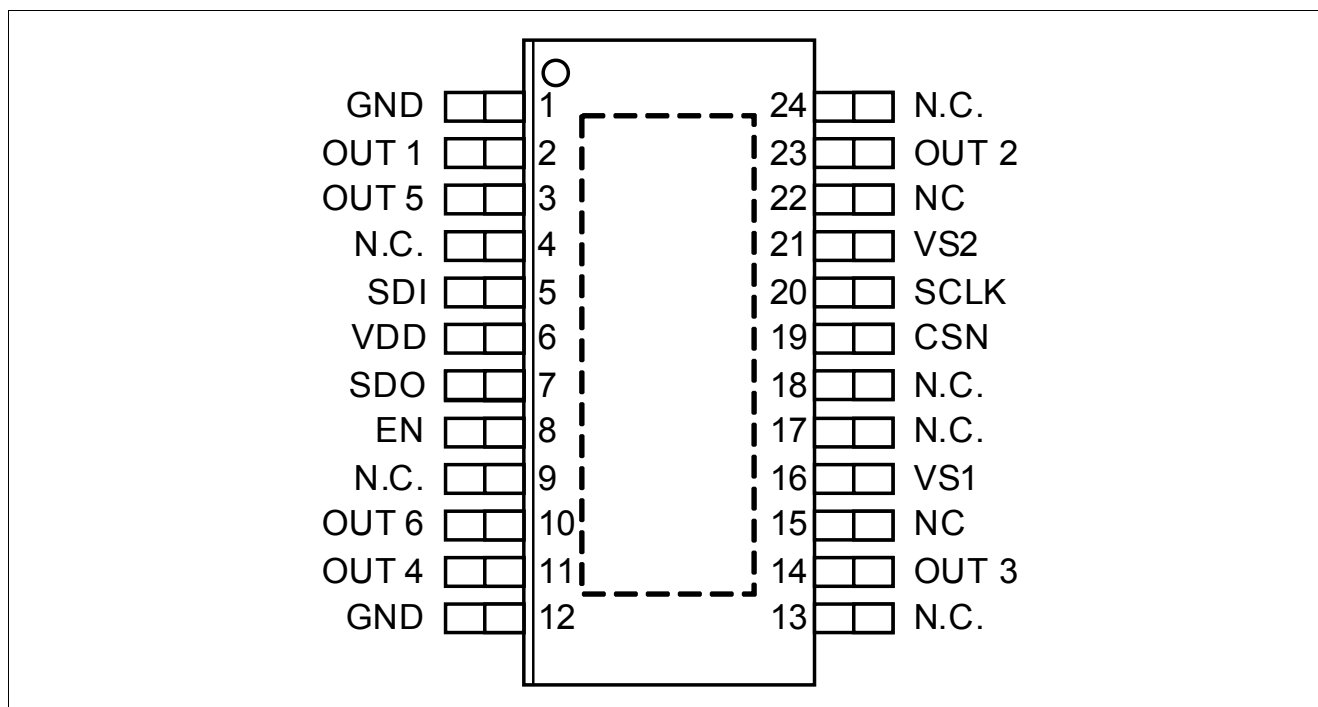 GND 1 24 N.C.
OUT 1 2 23 OUT 2
OUT 5 3 22 NC
N.C. 4 21 VS2
SDI 5 20 SCLK
VDD 6 19 CSN
SDO 7 18 N.C.
EN 8 17 N.C.
N.C. 9 16 VS1
OUT 6 10 15 NC
OUT 4 11 14 OUT 3
GND 12 13 N.C.